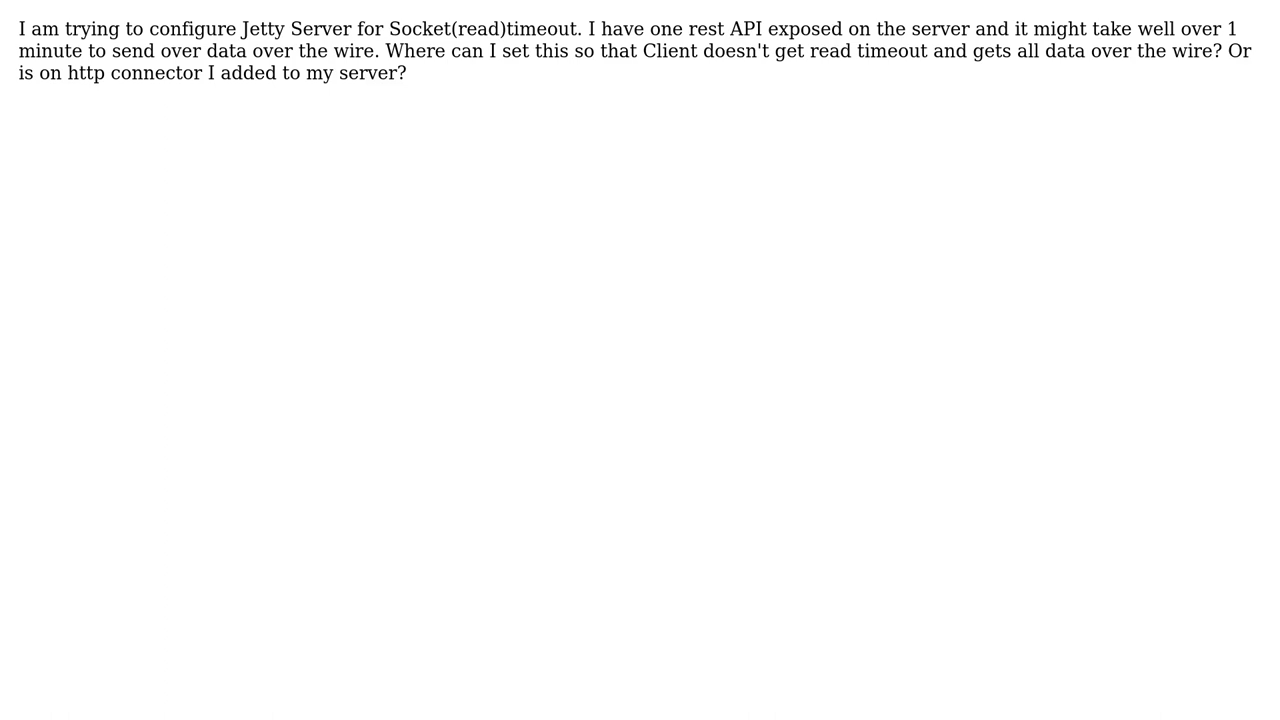 I am trying to configure Jetty Server for Socket(read)timeout. I have one rest API exposed on the server and it might take well over 1
minute to send over data over the wire. Where can I set this so that Client doesn't get read timeout and gets all data over the wire? Or
is on http connector I added to my server?